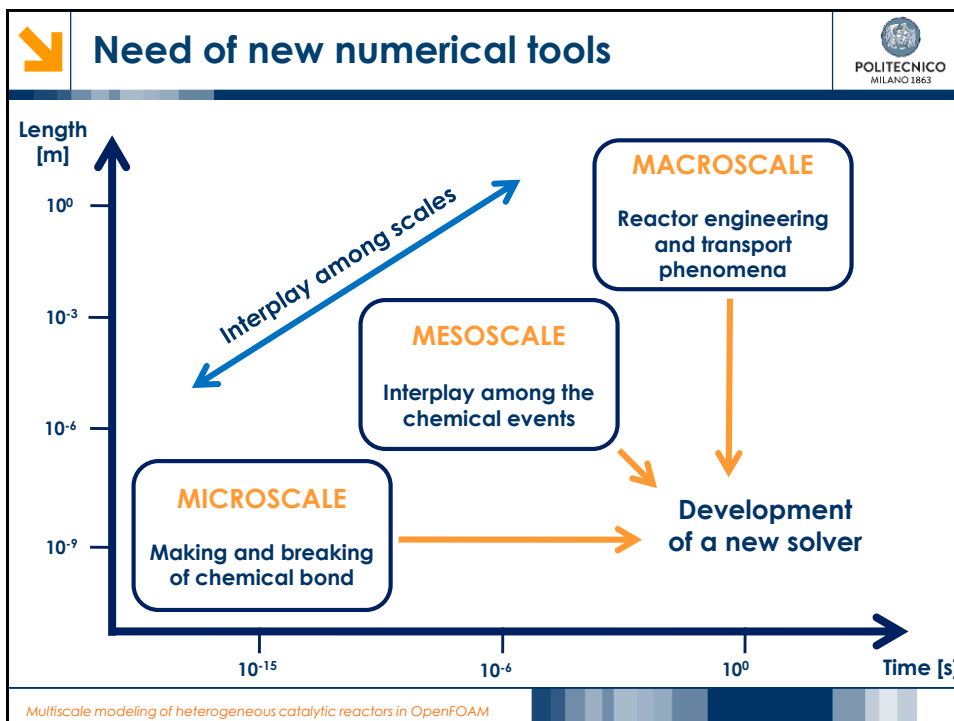 Need of new numerical tools
POLITECNICO
MILANO 1863
Length
[m]
10⁰
10⁻³
10⁻⁶
10⁻⁹
Interplay among scales
MACROSCALE
Reactor engineering
and transport
phenomena
MESOSCALE
Interplay among the
chemical events
MICROSCALE
Making and breaking
of chemical bond
Development
of a new solver
10⁻¹⁵
10⁻⁶
10⁰
Time [s]
Multiscale modeling of heterogeneous catalytic reactors in OpenFOAM